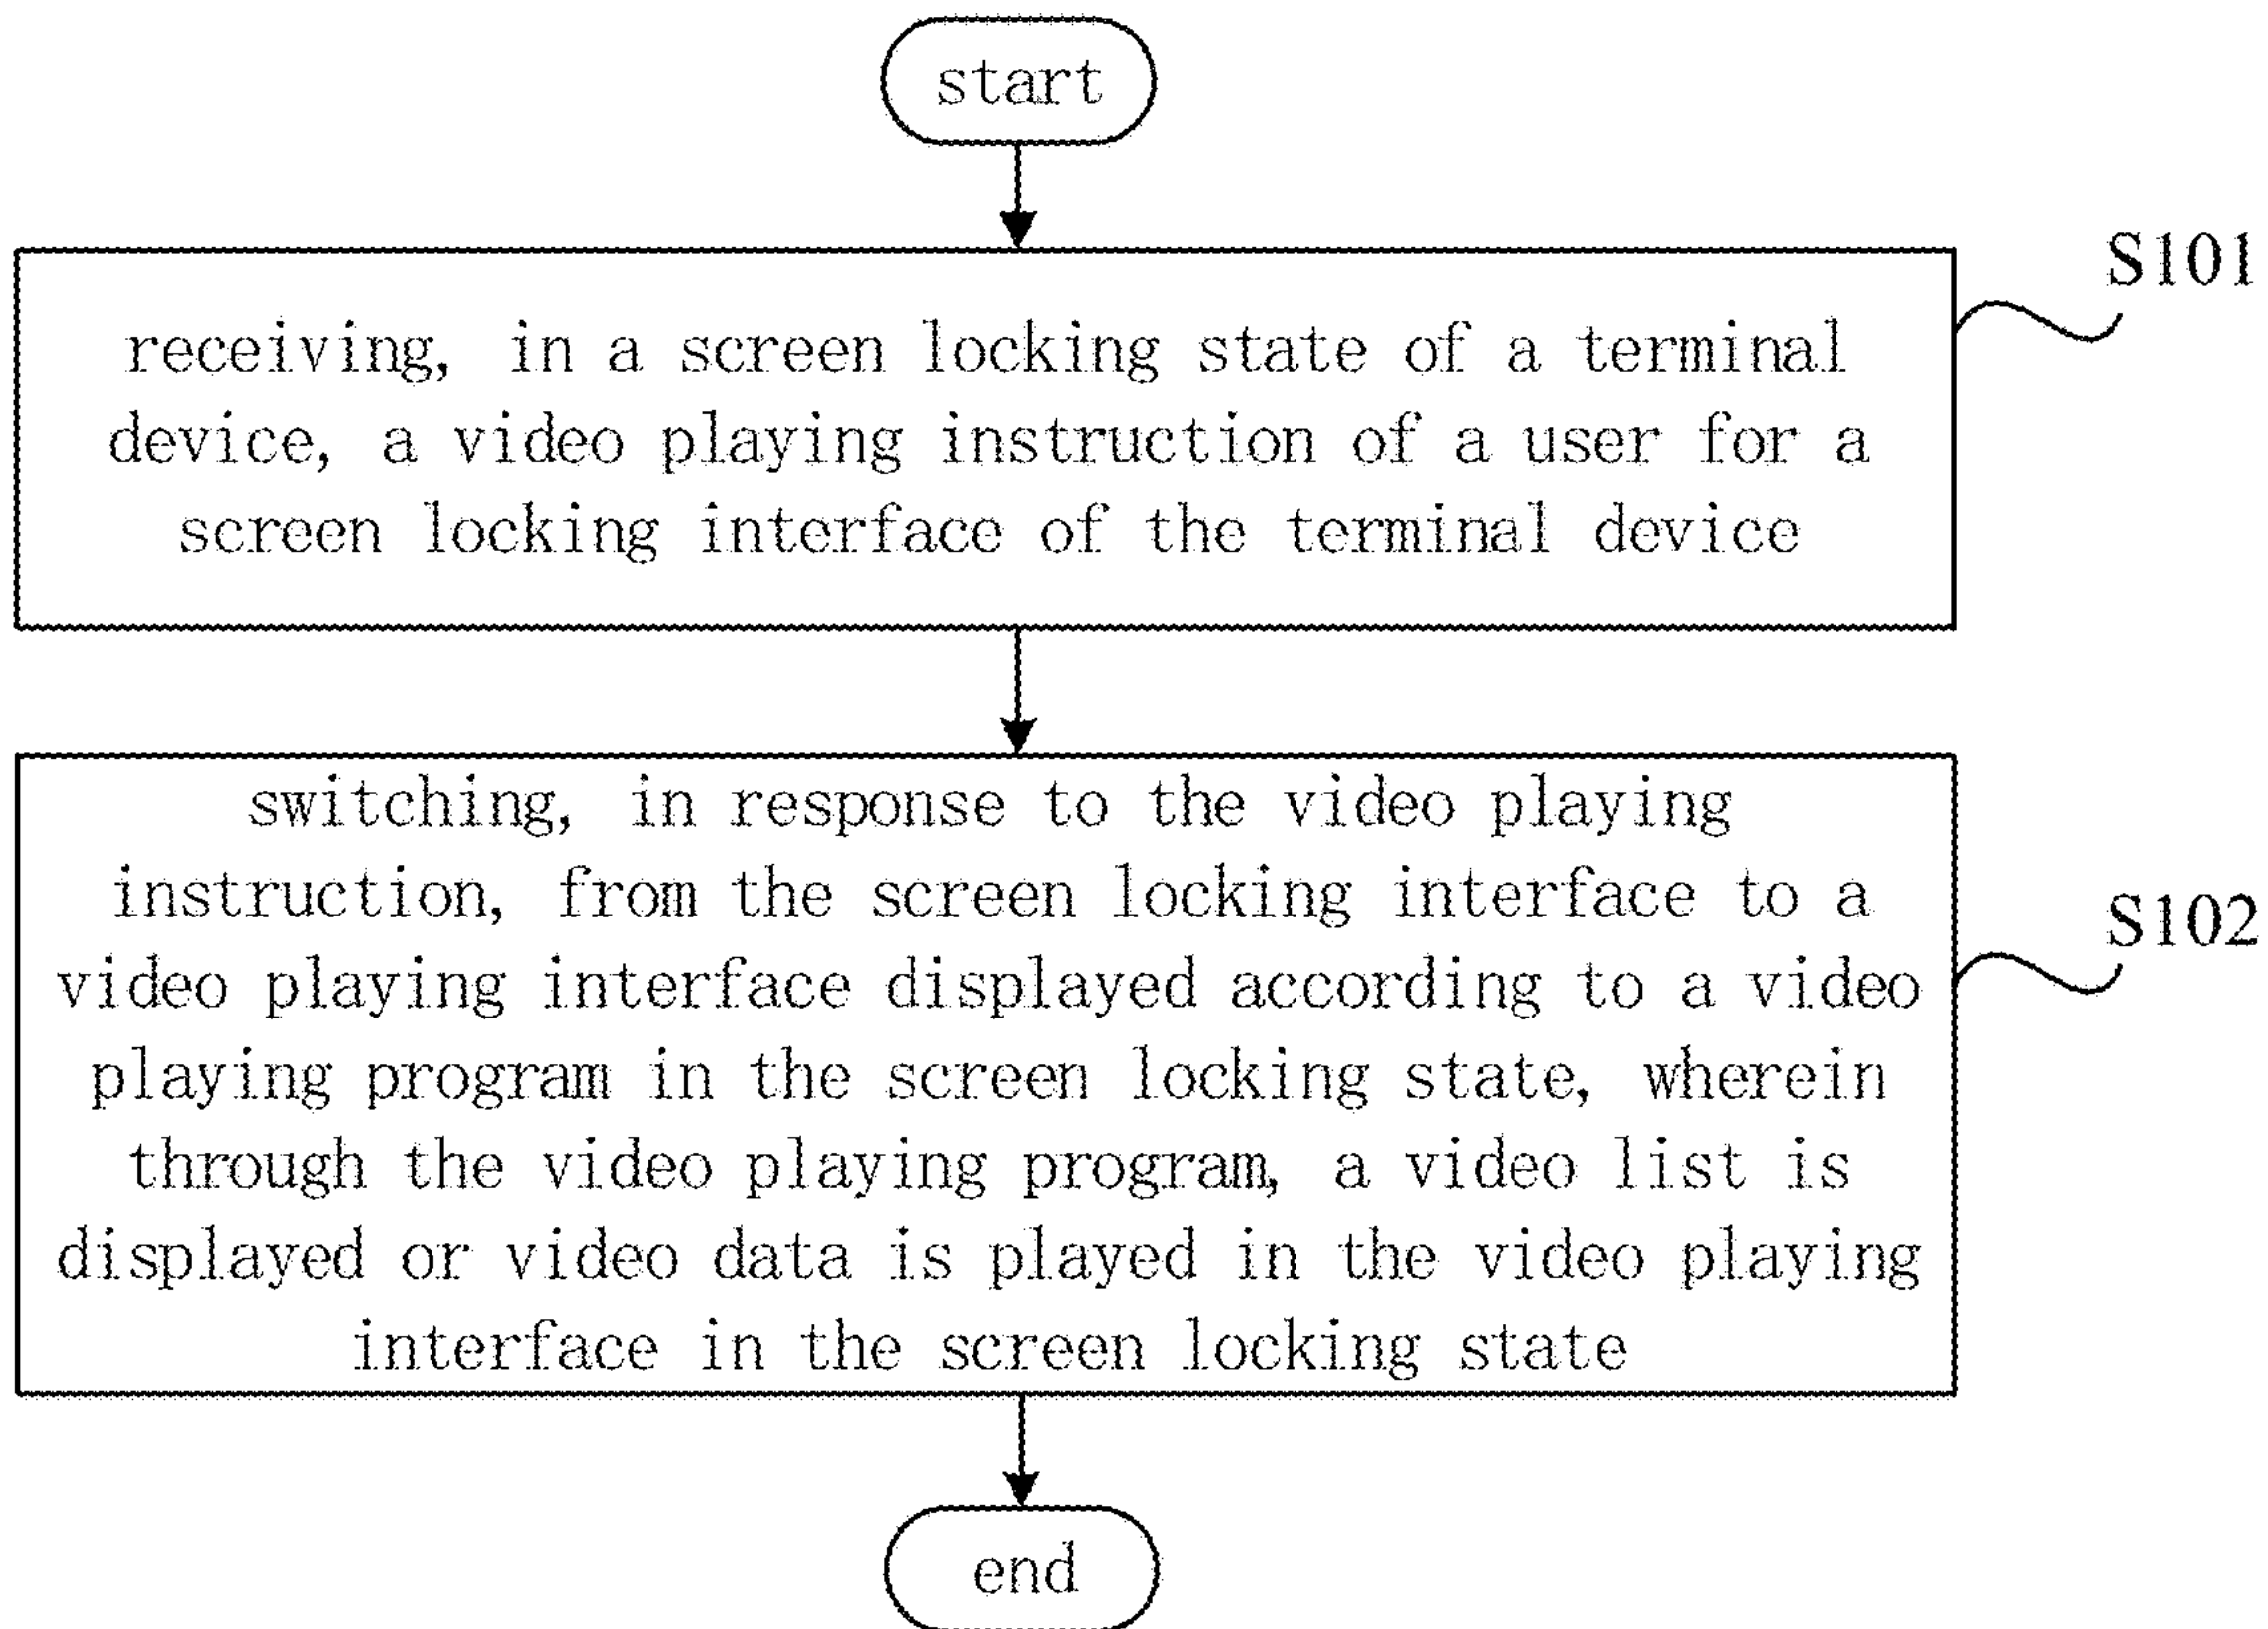 start
S101
receiving, in a screen locking state of a terminal
device, a video playing instruction of a user for a
screen locking interface of the terminal device
switching, in response to the video playing
instruction, from the screen locking interface to a
S102
video playing interface displayed according to a video
playing program in the screen locking state, wherein
through the video playing program, a video list is
displayed or video data is played in the video playing
interface in the screen locking state
end